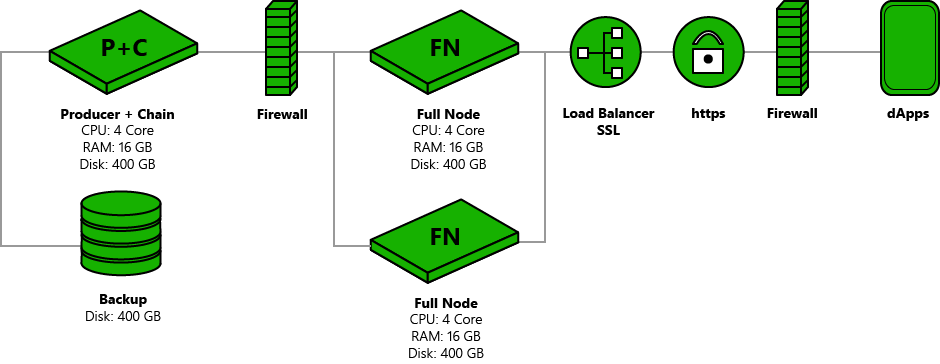 P+C
Producer + Chain
CPU: 4 Core
RAM: 16 GB
Disk: 400 GB
Backup
Disk: 400 GB
Firewall
FN
Full Node
CPU: 4 Core
RAM: 16 GB
Disk: 400 GB
FN
Full Node
CPU: 4 Core
RAM: 16 GB
Disk: 400 GB
Load Balancer
SSL
https
Firewall
dApps